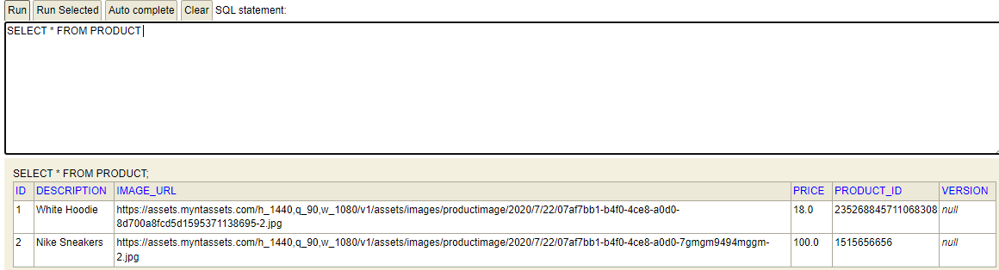 Run Run Selected Auto complete Clear SQL statement:
SELECT * FROM PRODUCT
SELECT * FROM PRODUCT;
ID DESCRIPTION IMAGE_URL PRICE PRODUCT_ID VERSION
1 White Hoodie https://assets.myntassets.com/h_1440,q_90,w_1080/v1/assets/images/productimage/2020/7/22/07af7bb1-b4f0-4ce8-a0d0- 18.0 235268845711068308 null
8d700a8fcd5d1595371138695-2.jpg
2 Nike Sneakers https://assets.myntassets.com/h_1440,q_90,w_1080/v1/assets/images/productimage/2020/7/22/07af7bb1-b4f0-4ce8-a0d0-7gmgm9494mggm- 100.0 1515656656 null
2.jpg